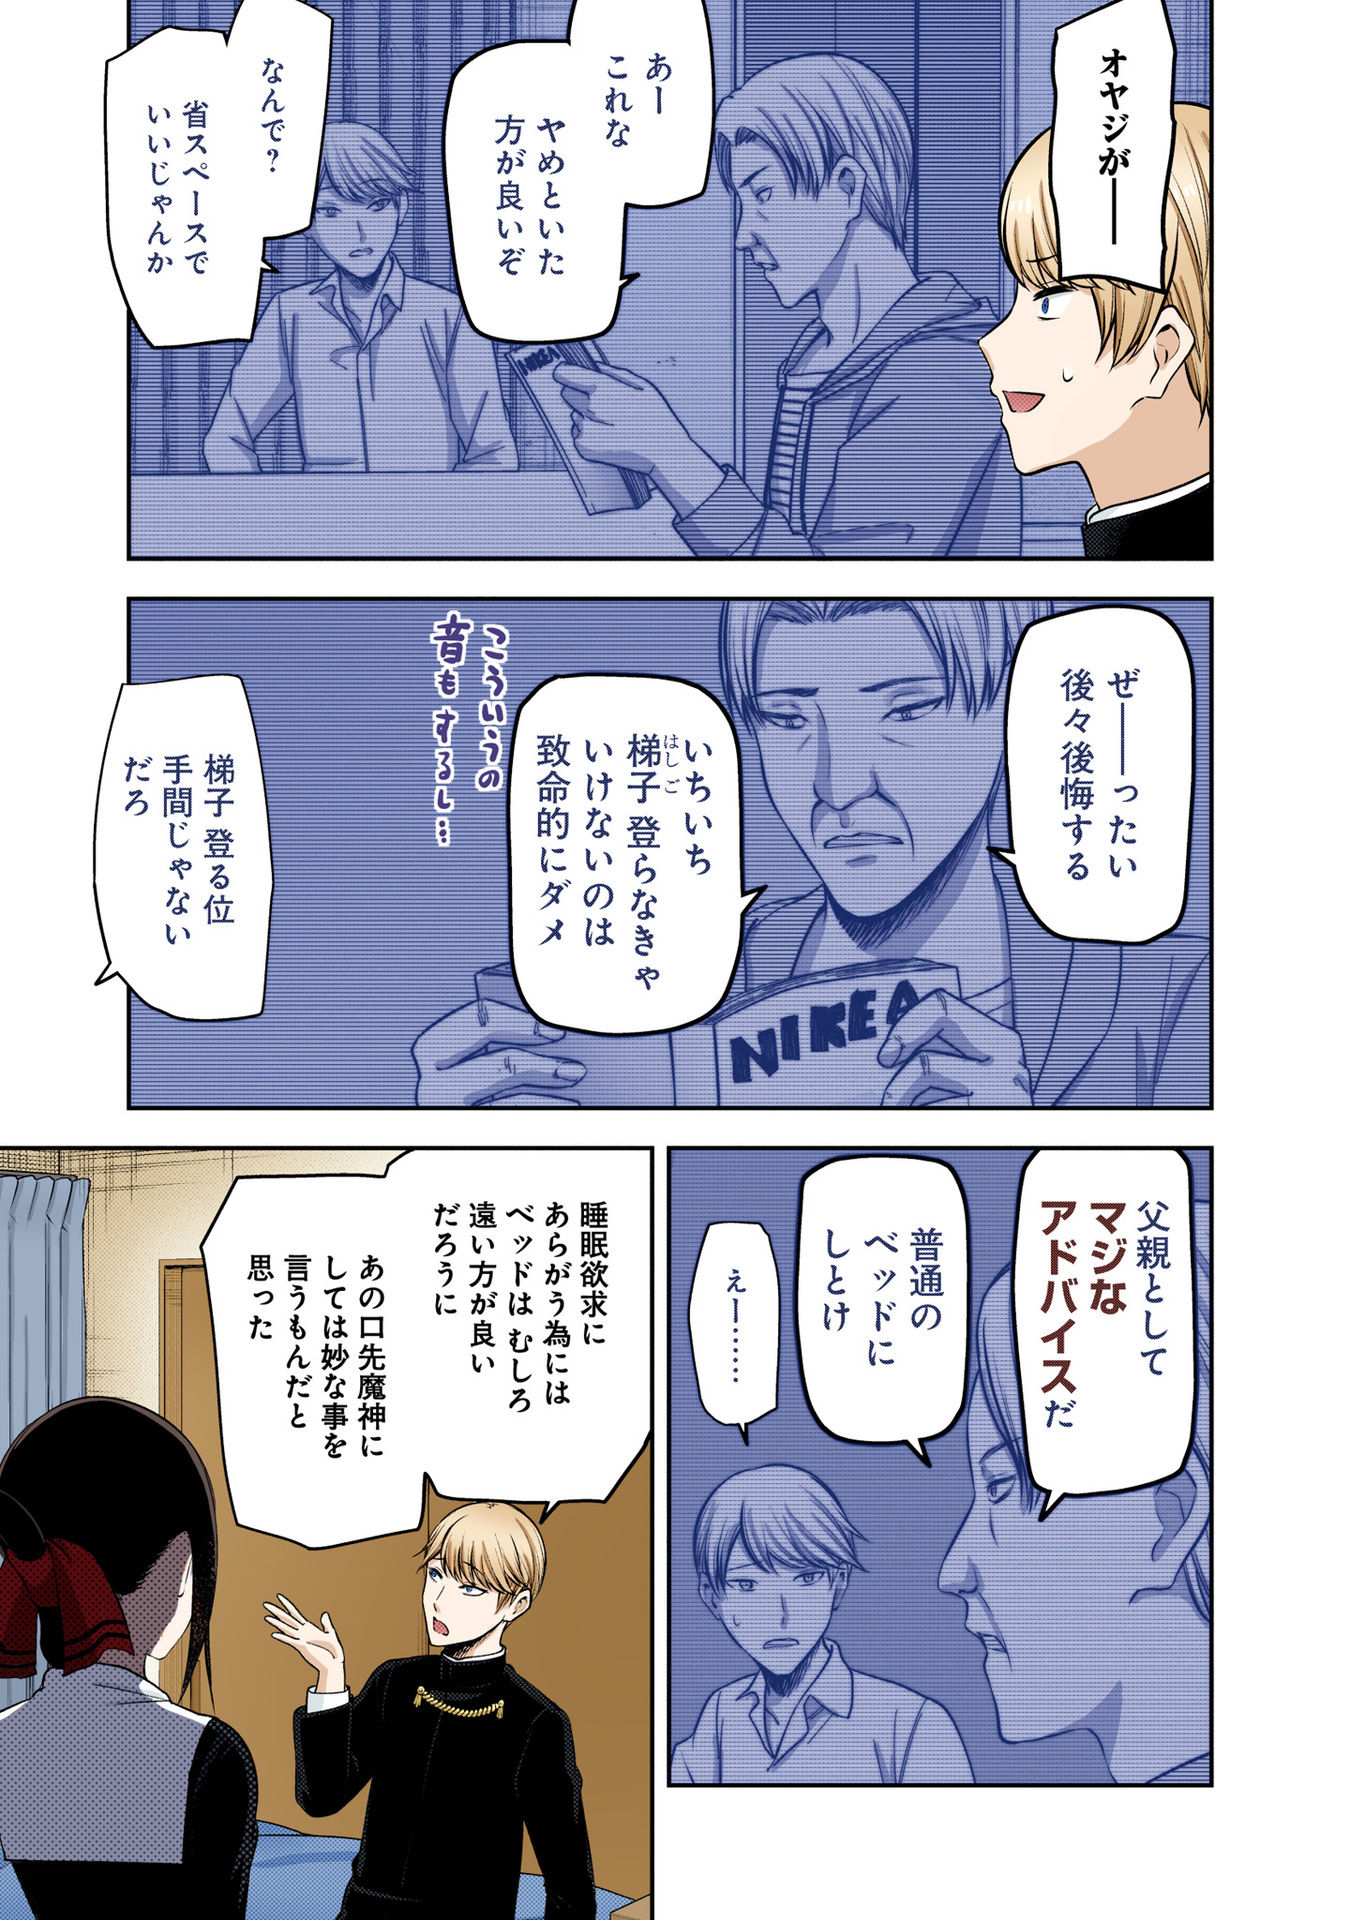 オヤジが――
あー
これな
ヤめといた
方が良いぞ
なんで?
省スペースで
いいじゃんか
NIKEA
ぜ――ったい
後々後悔する
いちいち
梯子登らなきゃ
はしご
いけないのは
致命的にダメ
こういうの
音もするし…
NIKEA
梯子登る位
手間じゃない
だろ
父親として
マジな
アドバイスだ
普通の
ベッドに
しとけ
えー………
睡眠欲求に
あらがう為には
ベッドはむしろ
遠い方が良い
だろうに
あの口先魔神に
しては妙な事を
言うもんだと
思った